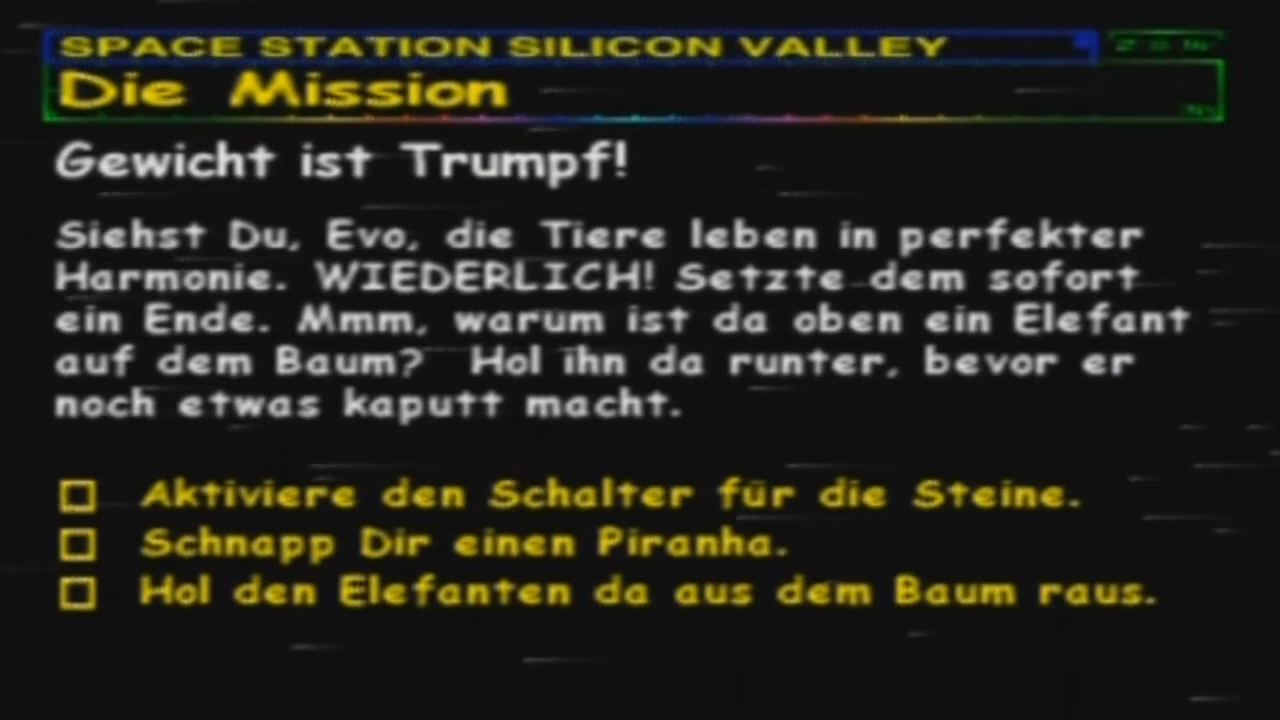 SPACE STATION SILICON VALLEY
Die Mission
Gewicht ist Trumpf!
Siehst Du, Evo, die Tiere leben in perfekter
Harmonie. WIEDERLICH! Setzte dem sofort
ein Ende. Mmm, warum ist da oben ein Elefant
auf dem Baum? Hol ihn da runter, bevor er
noch etwas kaputt macht.
Aktiviere den Schalter für die Steine.
Schnapp Dir einen Piranha.
Hol den Elefanten da aus dem Baum raus.